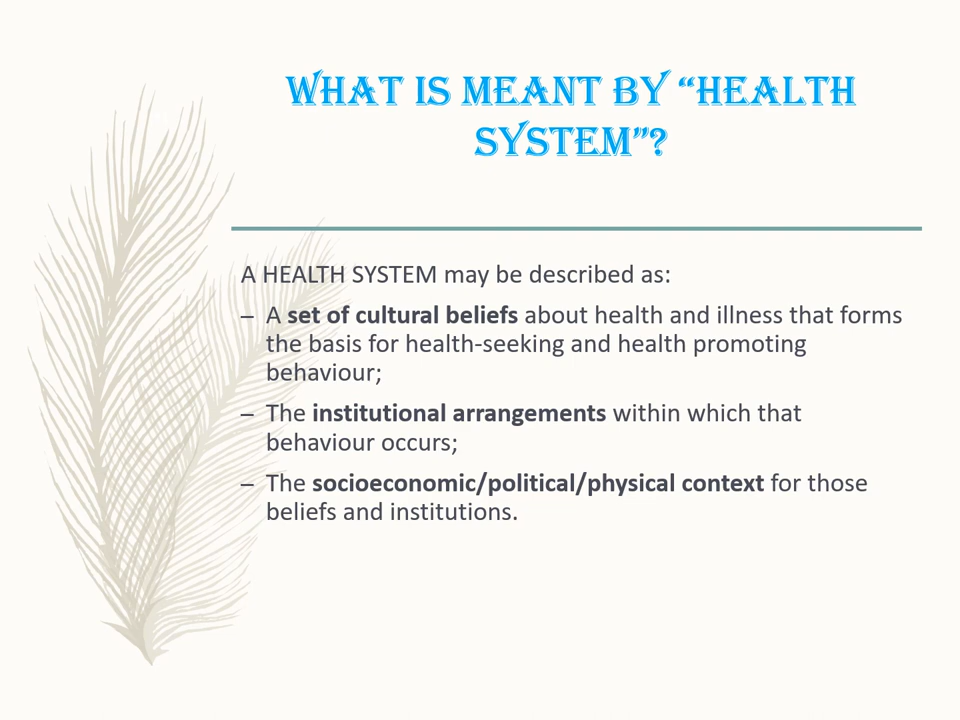 WHAT IS MEANT BY “HEALTH
SYSTEM”?
A HEALTH SYSTEM may be described as:
– A set of cultural beliefs about health and illness that forms
the basis for health-seeking and health promoting
behaviour;
– The institutional arrangements within which that
behaviour occurs;
– The socioeconomic/political/physical context for those
beliefs and institutions.